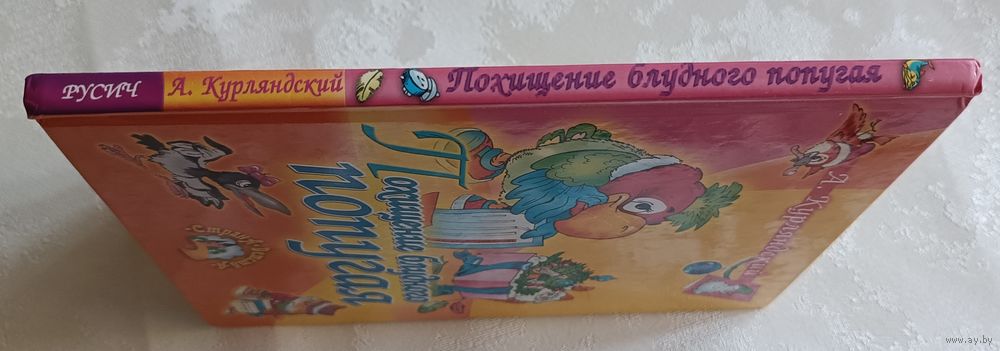 РУСИЧ
А. Курляндский
Похищение блудного попугая
А. Курляндский
Похищение блудного
попугая
www.ay.by